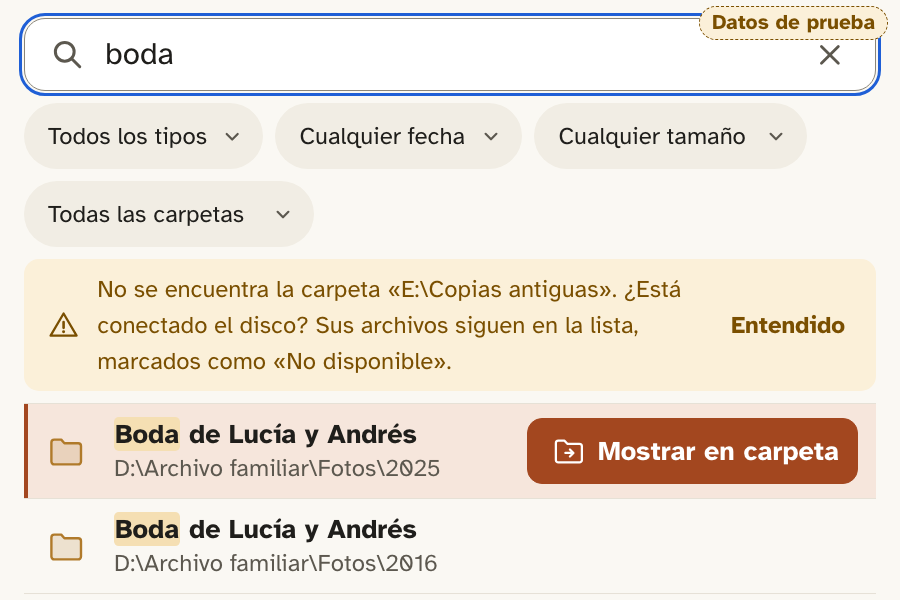 Datos de prueba
boda
Todos los tipos
Cualquier fecha
Cualquier tamaño
Todas las carpetas
No se encuentra la carpeta «E:\Copias antiguas». ¿Está
conectado el disco? Sus archivos siguen en la lista,
marcados como «No disponible».
Entendido
Boda de Lucía y Andrés
D:\Archivo familiar\Fotos\2025
Mostrar en carpeta
Boda de Lucía y Andrés
D:\Archivo familiar\Fotos\2016